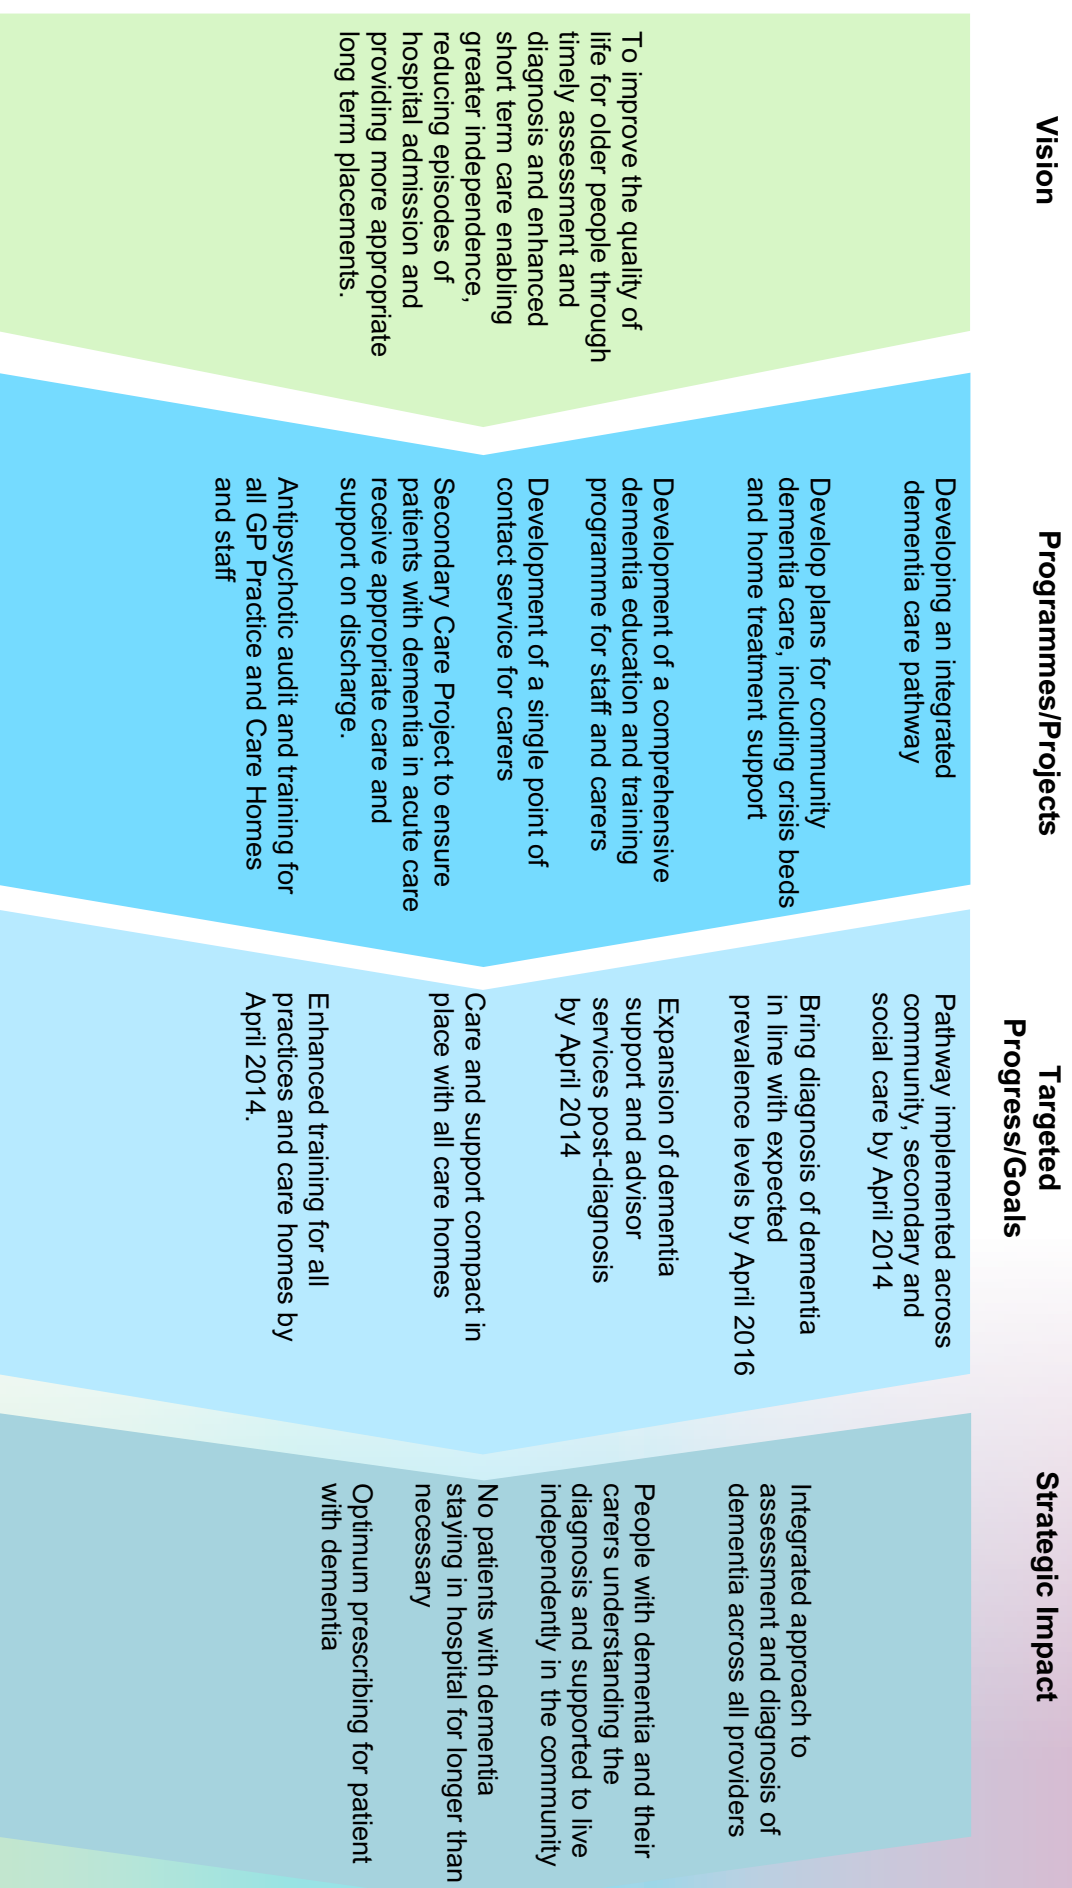 Vision
To improve the quality of
life for older people through
timely assessment and
diagnosis and enhanced
short term care enabling
greater independence,
reducing episodes of
hospital admission and
providing more appropriate
long term placements.
Programmes/Projects
Developing an integrated
dementia care pathway
Develop plans for community
dementia care, including crisis beds
and home treatment support
Development of a comprehensive
dementia education and training
programme for staff and carers
Development of a single point of
contact service for carers
Secondary Care Project to ensure
patients with dementia in acute care
receive appropriate care and
support on discharge.
Antipsychotic audit and training for
all GP Practice and Care Homes
and staff
Targeted
Progress/Goals
Pathway implemented across
community, secondary and
social care by April 2014
Bring diagnosis of dementia
in line with expected
prevalence levels by April 2016
Expansion of dementia
support and advisor
services post-diagnosis
by April 2014
Care and support compact in
place with all care homes
Enhanced training for all
practices and care homes by
April 2014.
Strategic Impact
Integrated approach to
assessment and diagnosis of
dementia across all providers
People with dementia and their
carers understanding the
diagnosis and supported to live
independently in the community
No patients with dementia
staying in hospital for longer than
necessary
Optimum prescribing for patient
with dementia